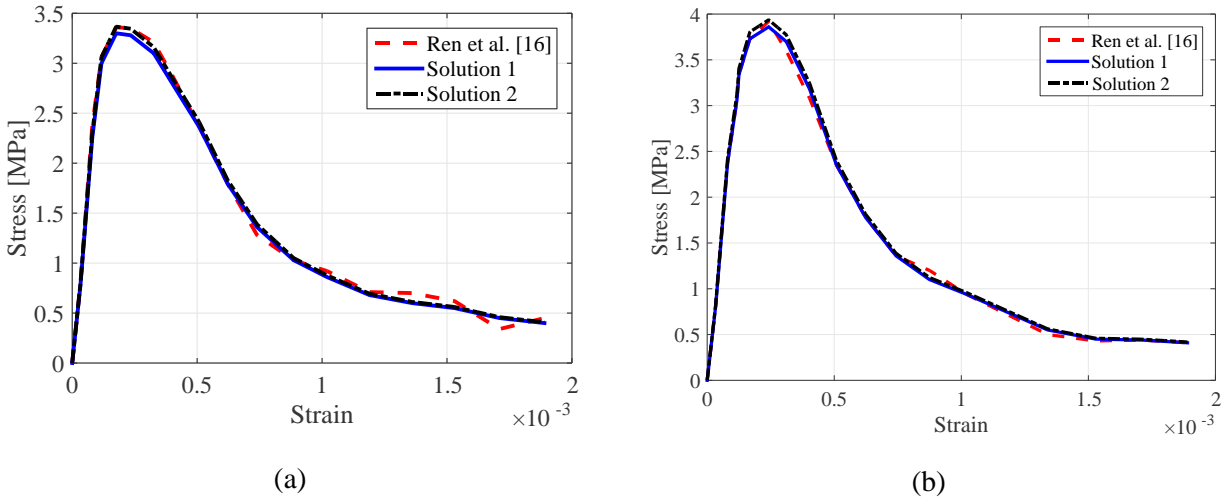 3.5
3
2.5
2
1.5
1
0.5
0
Stress [MPa]
Ren et al. [16]
Solution 1
Solution 2
0 0.5 1 1.5 2
Strain
×10 -3
(a)
4
3.5
3
2.5
2
1.5
1
0.5
0
Stress [MPa]
Ren et al. [16]
Solution 1
Solution 2
0 0.5 1 1.5 2
Strain
×10 -3
(b)